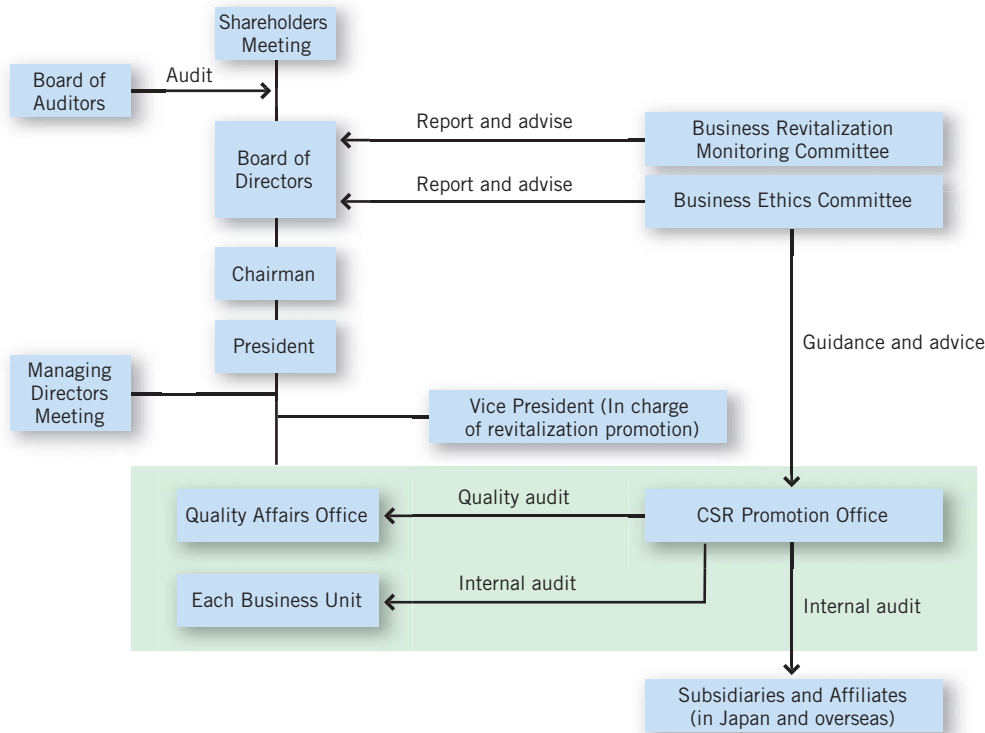 Shareholders
Meeting
Board of
Auditors
Audit
Board of
Directors
Report and advise
Business Revitalization
Monitoring Committee
Report and advise
Business Ethics Committee
Chairman
President
Guidance and advice
Managing
Directors
Meeting
Vice President (In charge
of revitalization promotion)
Quality Affairs Office
Quality audit
CSR Promotion Office
Each Business Unit
Internal audit
Internal audit
Subsidiaries and Affiliates
(in Japan and overseas)